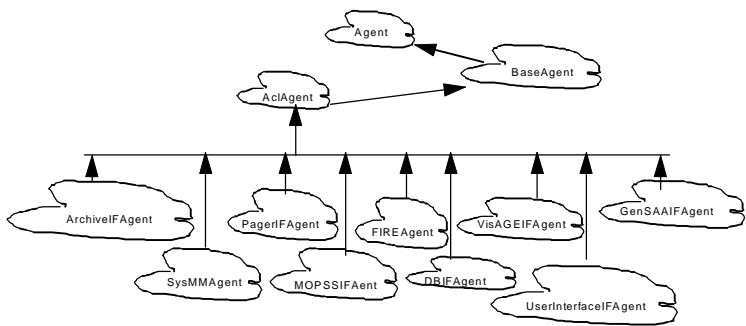 Agent
BaseAgent
AclAgent
ArchiveIFAgent
PagerIFAgent
FIREAgent
VisAGEIFAgent
GenSAAIFAgent
SysMMAgent
MOPSSIFAent
DBIFAgent
UserInterfaceIFAgent